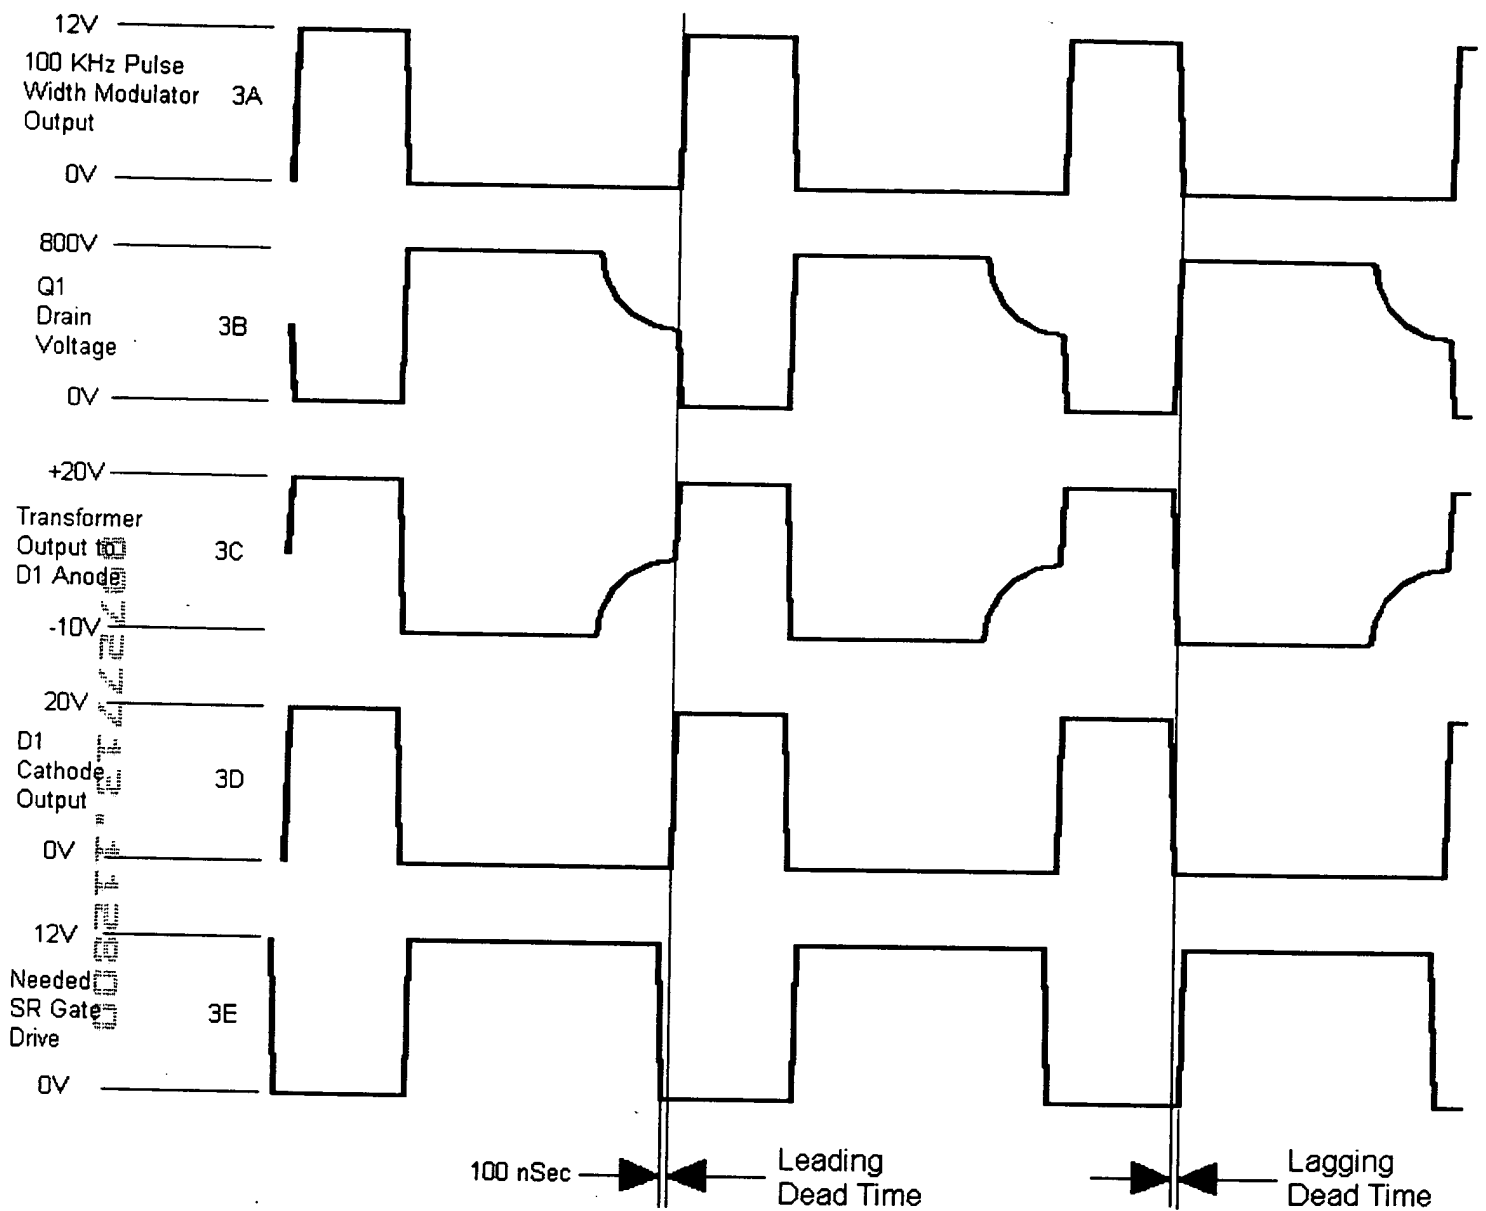 12V
100 KHz Pulse
Width Modulator 3A
Output
0V
800V
Q1
Drain 3B
Voltage
0V
+20V
Transformer
Output to 3C
D1 Anode
-10V
20V
D1
Cathode 3D
Output
0V
12V
Needed
SR Gate 3E
Drive
0V
100 nSec
Leading
Dead Time
Lagging
Dead Time